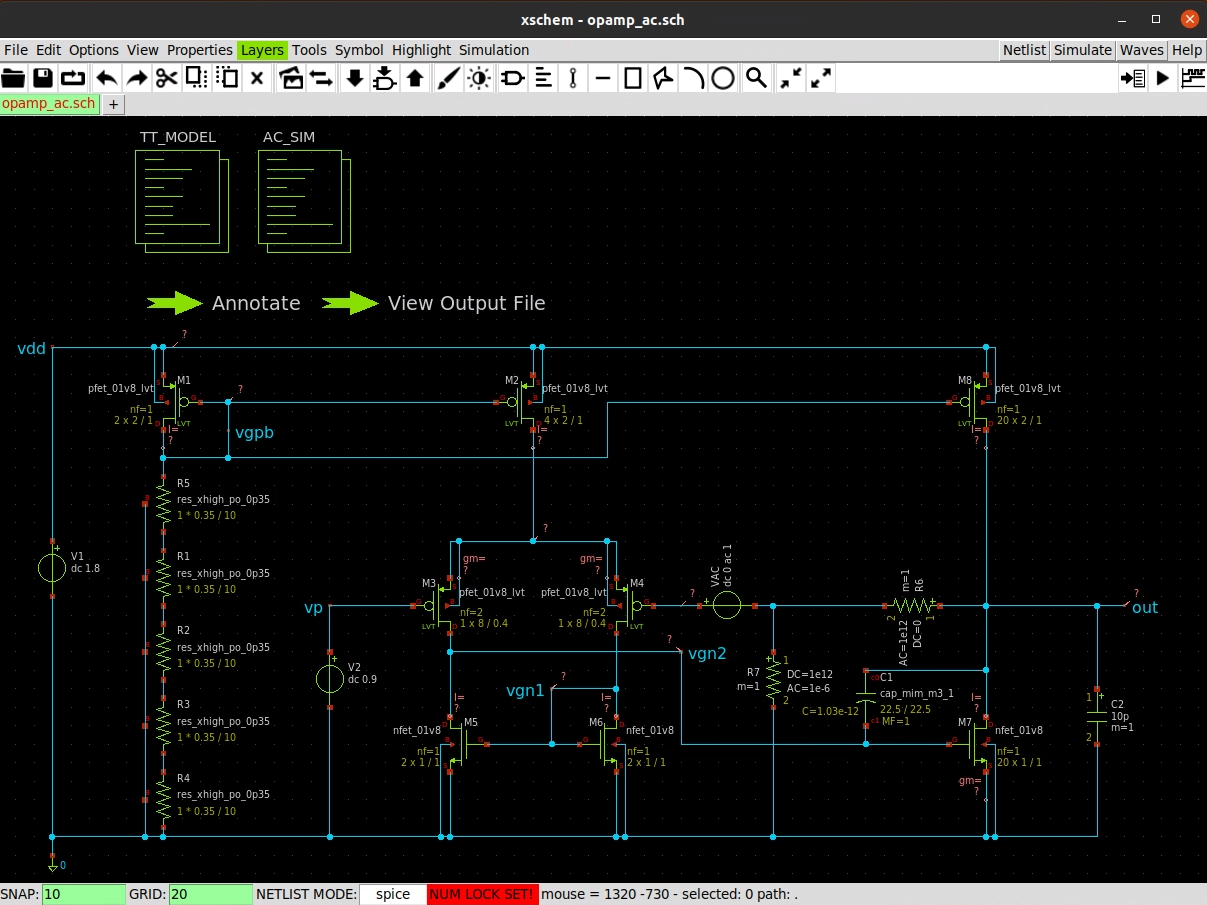 xschem - opamp_ac.sch
File Edit Options View Properties Layers Tools Symbol Highlight Simulation Netlist Simulate Waves Help
opamp_ac.sch +
TT_MODEL AC_SIM
Annotate View Output File
vdd
?
M1
pfet_01v8_lvt
nf=1
2 x 2 / 1
LVT
I=
?
?
vgpb
M2
pfet_01v8_lvt
nf=1
4 x 2 / 1
LVT
I=
?
M8
pfet_01v8_lvt
nf=1
20 x 2 / 1
LVT
I=
?
R5
res_xhigh_po_0p35
1 * 0.35 / 10
R1
res_xhigh_po_0p35
1 * 0.35 / 10
R2
res_xhigh_po_0p35
1 * 0.35 / 10
R3
res_xhigh_po_0p35
1 * 0.35 / 10
R4
res_xhigh_po_0p35
1 * 0.35 / 10
V1
dc 1.8
?
gm=
?
M3
pfet_01v8_lvt
nf=2
1 x 8 / 0.4
LVT
gm=
?
M4
pfet_01v8_lvt
nf=2
1 x 8 / 0.4
LVT
vp
V2
dc 0.9
?
VAC
dc 0 ac 1
m=1
R6
2
1
AC=1e12
DC=0
?
out
?
vgn2
?
vgn1
R7
m=1
1
DC=1e12
AC=1e-6
2
C1
cap_mim_m3_1
22.5 / 22.5
C=1.03e-12
MF=1
c0
c1
I=
?
nfet_01v8
M5
nf=1
2 x 1 / 1
I=
?
M6
nfet_01v8
nf=1
2 x 1 / 1
I=
?
M7
nfet_01v8
nf=1
20 x 1 / 1
gm=
?
1
C2
10p
m=1
2
0
SNAP: 10 GRID: 20 NETLIST MODE: spice NUM LOCK SET! mouse = 1320 -730 - selected: 0 path: .